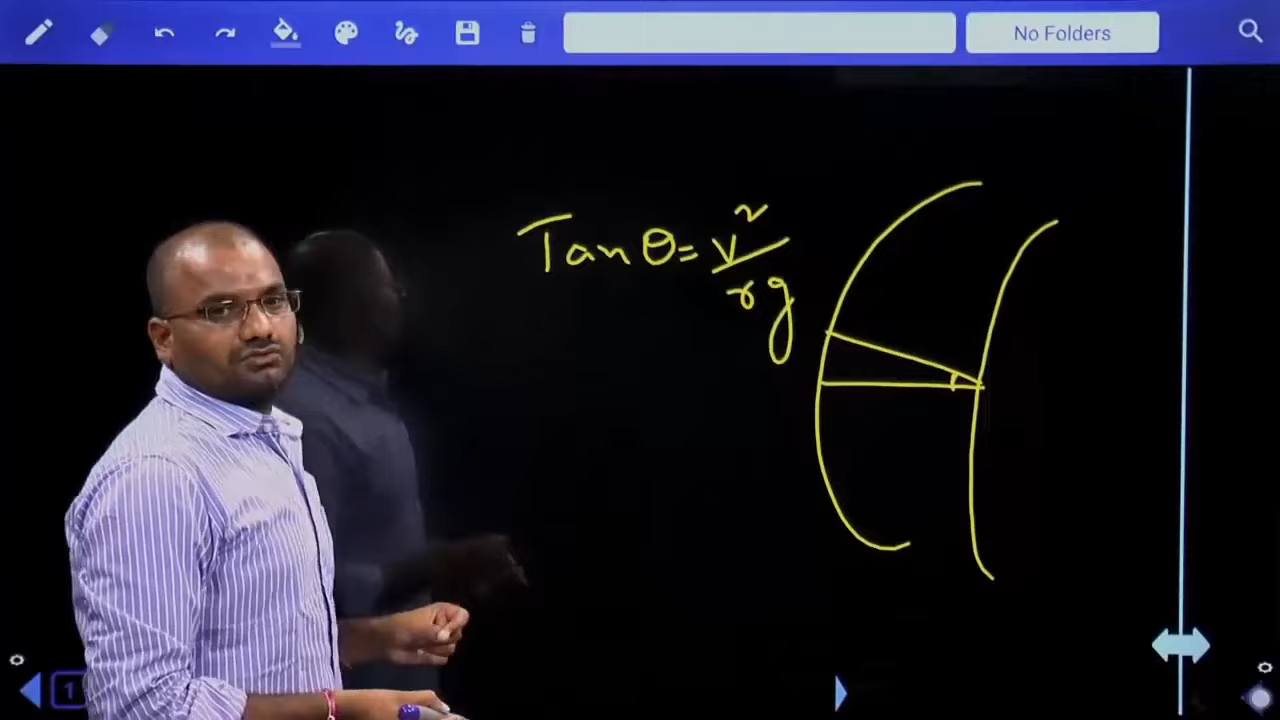 No Folders
Tan θ = v²/rg
1